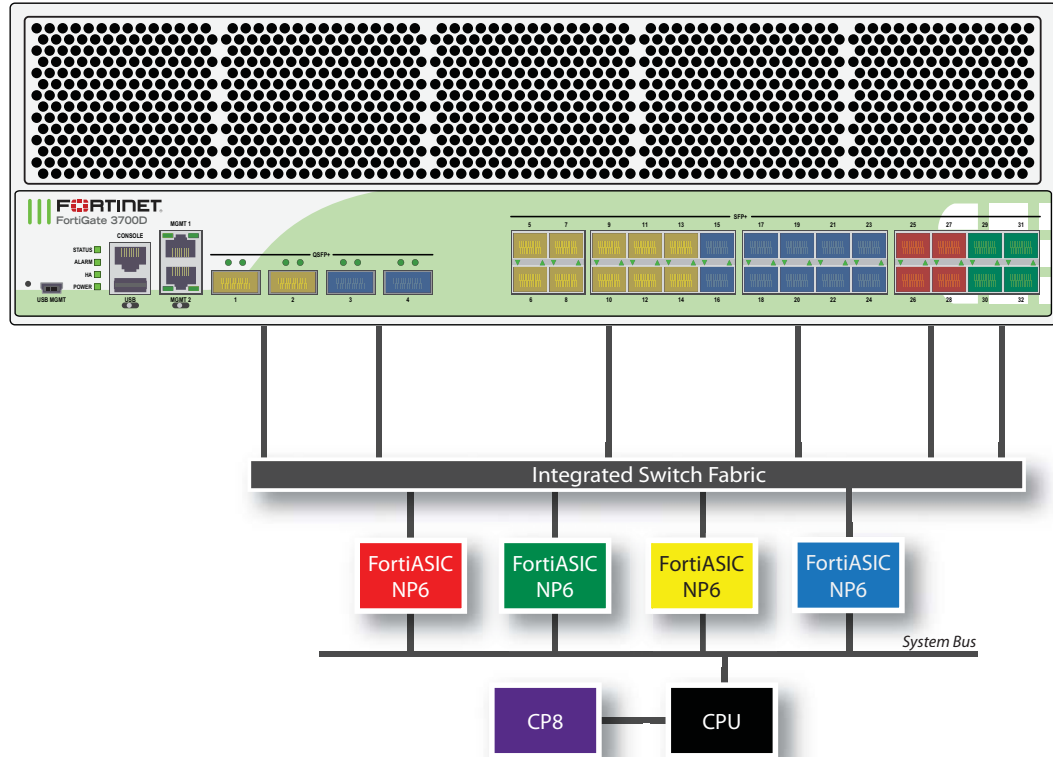 FORTINET
FortiGate 3700D
MGMT 1
CONSOLE
STATUS
ALARM
HA
POWER
USB MGMT
USB
MGMT 2
QSFP+
1 2 3 4
SFP+
5 7 9 11 13 15 17 19 21 23 25 27 29 31
6 8 10 12 14 16 18 20 22 24 26 28 30 32
Integrated Switch Fabric
FortiASIC
NP6
FortiASIC
NP6
FortiASIC
NP6
FortiASIC
NP6
System Bus
CP8
CPU